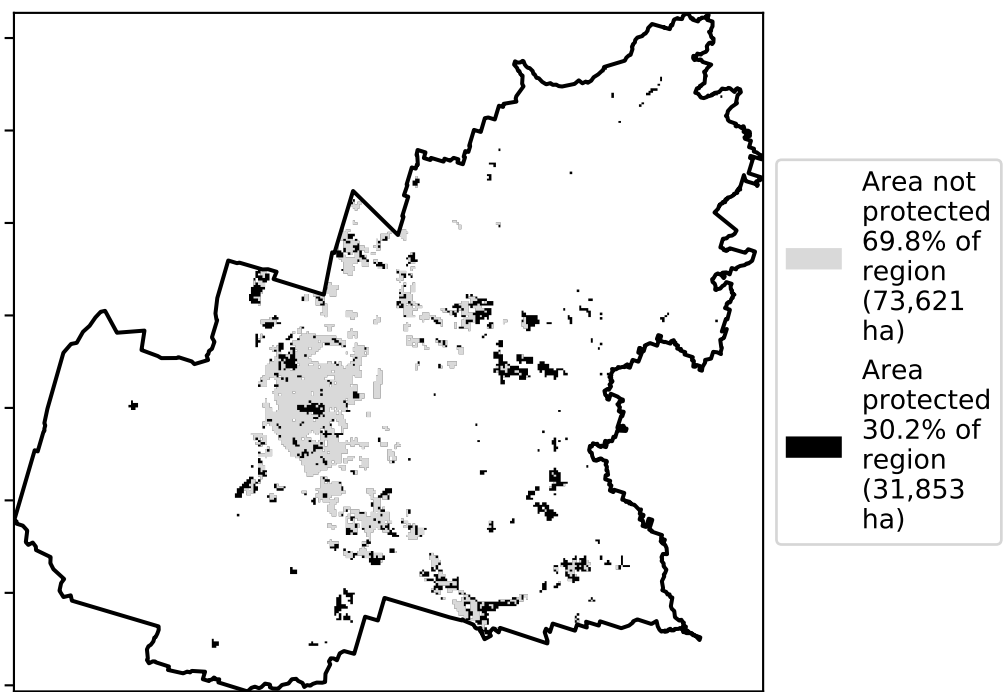 Area not
protected
69.8% of
region
(73,621
ha)
Area
protected
30.2% of
region
(31,853
ha)